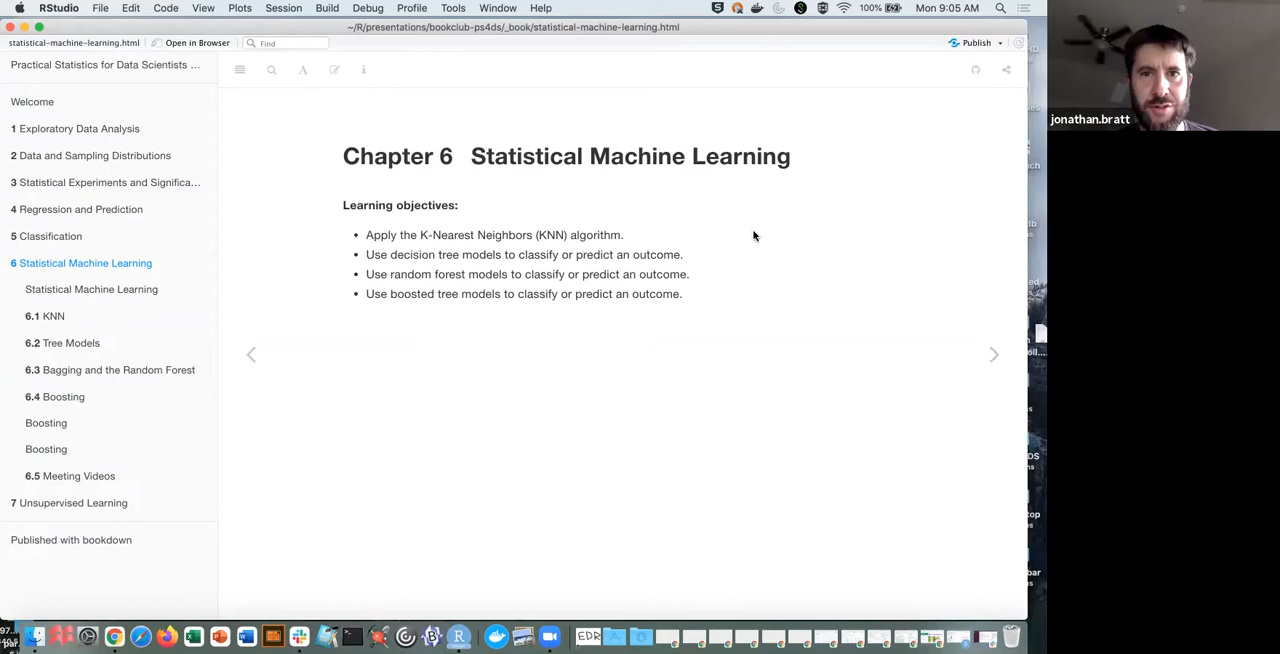 RStudio File Edit Code View Plots Session Build Debug Profile Tools Window Help 100% Mon 9:05 AM
~/R/presentations/bookclub-ps4ds/_book/statistical-machine-learning.html
statistical-machine-learning.html Open in Browser Find Publish
Practical Statistics for Data Scientists ...
Welcome
1 Exploratory Data Analysis
2 Data and Sampling Distributions
3 Statistical Experiments and Significa...
4 Regression and Prediction
5 Classification
6 Statistical Machine Learning
Statistical Machine Learning
6.1 KNN
6.2 Tree Models
6.3 Bagging and the Random Forest
6.4 Boosting
Boosting
Boosting
6.5 Meeting Videos
7 Unsupervised Learning
Published with bookdown
Chapter 6 Statistical Machine Learning
Learning objectives:
• Apply the K-Nearest Neighbors (KNN) algorithm.
• Use decision tree models to classify or predict an outcome.
• Use random forest models to classify or predict an outcome.
• Use boosted tree models to classify or predict an outcome.
jonathan.bratt
EDR